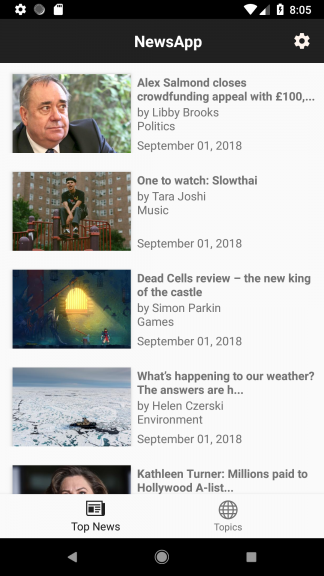 8:05
NewsApp
Alex Salmond closes
crowdfunding appeal with £100,...
by Libby Brooks
Politics
September 01, 2018
One to watch: Slowthai
by Tara Joshi
Music
September 01, 2018
Dead Cells review – the new king
of the castle
by Simon Parkin
Games
September 01, 2018
What's happening to our weather?
The answers are h...
by Helen Czerski
Environment
September 01, 2018
Kathleen Turner: Millions paid to
Hollywood A-list...
Top News
Topics